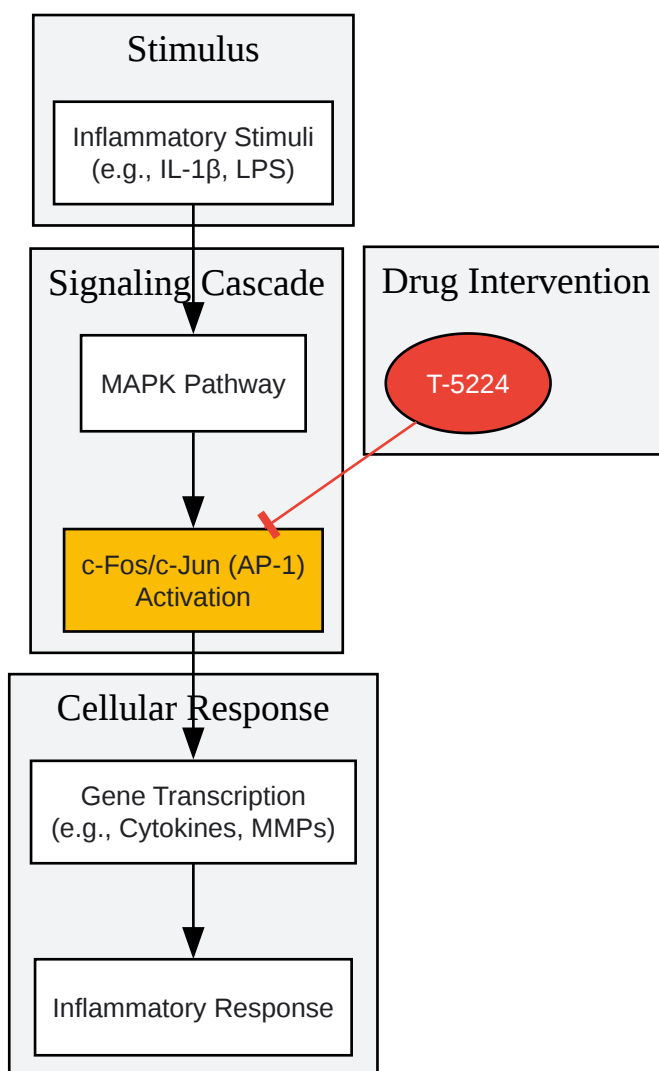 Stimulus
Inflammatory Stimuli
(e.g., IL-1β, LPS)
Signaling Cascade
MAPK Pathway
c-Fos/c-Jun (AP-1)
Activation
Drug Intervention
T-5224
Cellular Response
Gene Transcription
(e.g., Cytokines, MMPs)
Inflammatory Response